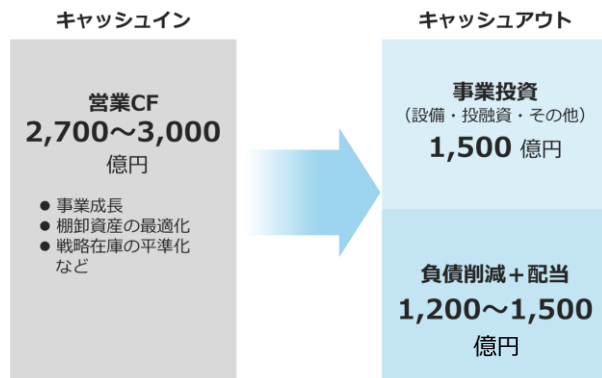 キャッシュイン
営業CF
2,700～3,000
億円
● 事業成長
● 棚卸資産の最適化
● 戦略在庫の平準化
など
キャッシュアウト
事業投資
（設備・投融資・その他）
1,500 億円
負債削減＋配当
1,200～1,500
億円